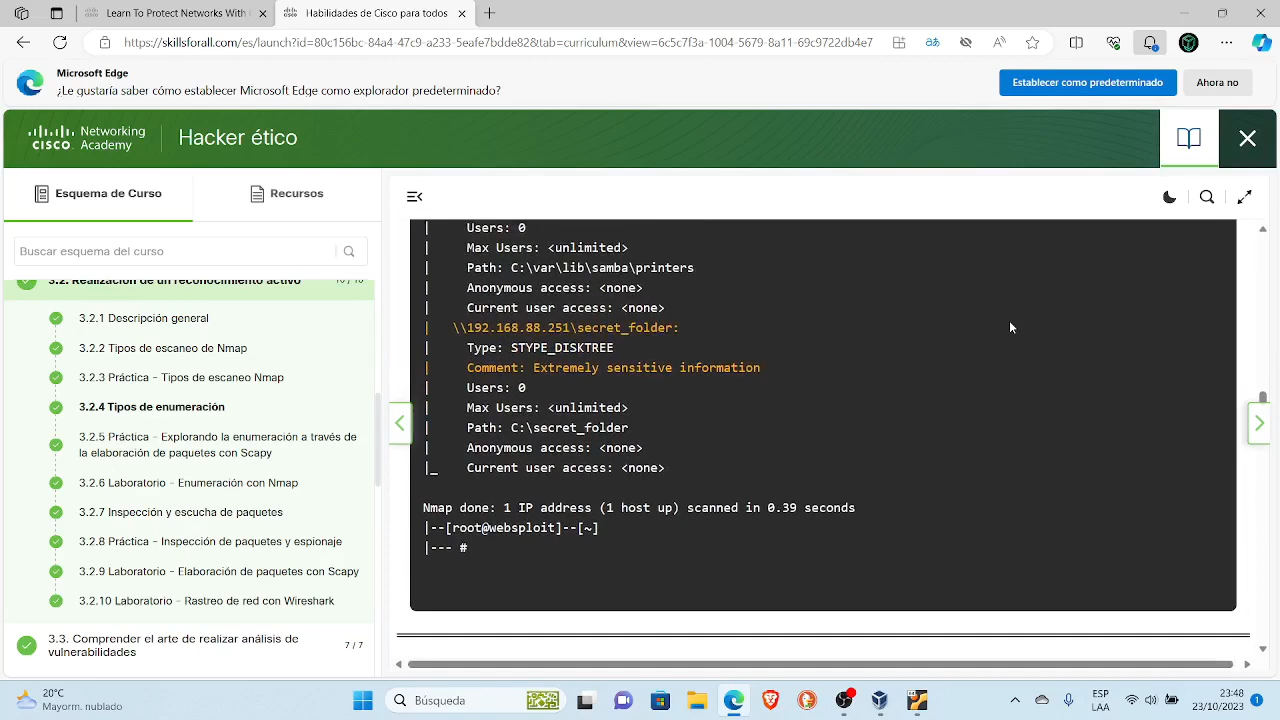 Learn To Protect Networks With
Habilidades de Cisco para todos
https://skillsforall.com/es/launch?id=80c156bc-84a4-47c9-a233-5eafe7bdde82&tab=curriculum&view=6c5c7f3a-1004-5679-8a11-69c9722db4e7
Microsoft Edge
¿Le gustaría saber cómo establecer Microsoft Edge como el explorador predeterminado?
Establecer como predeterminado
Ahora no
Networking
CISCO Academy
Hacker ético
Esquema de Curso
Recursos
Buscar esquema del curso
3.2. Realización de un reconocimiento activo
3.2.1 Descripción general
3.2.2 Tipos de escaneo de Nmap
3.2.3 Práctica - Tipos de escaneo Nmap
3.2.4 Tipos de enumeración
3.2.5 Práctica - Explorando la enumeración a través de
la elaboración de paquetes con Scapy
3.2.6 Laboratorio - Enumeración con Nmap
3.2.7 Inspección y escucha de paquetes
3.2.8 Práctica - Inspección de paquetes y espionaje
3.2.9 Laboratorio - Elaboración de Paquetes con Scapy
3.2.10 Laboratorio - Rastreo de red con Wireshark
3.3. Comprender el arte de realizar análisis de
vulnerabilidades
7 / 7
|     Users: 0
|     Max Users: <unlimited>
|     Path: C:\var\lib\samba\printers
|     Anonymous access: <none>
|     Current user access: <none>
|   \\192.168.88.251\secret_folder:
|     Type: STYPE_DISKTREE
|     Comment: Extremely sensitive information
|     Users: 0
|     Max Users: <unlimited>
|     Path: C:\secret_folder
|     Anonymous access: <none>
|_    Current user access: <none>
Nmap done: 1 IP address (1 host up) scanned in 0.39 seconds
|--[root@websploit]--[~]
|--- #
20°C
Mayorm. nublado
Búsqueda
ESP
LAA
23:48
23/10/2023
1